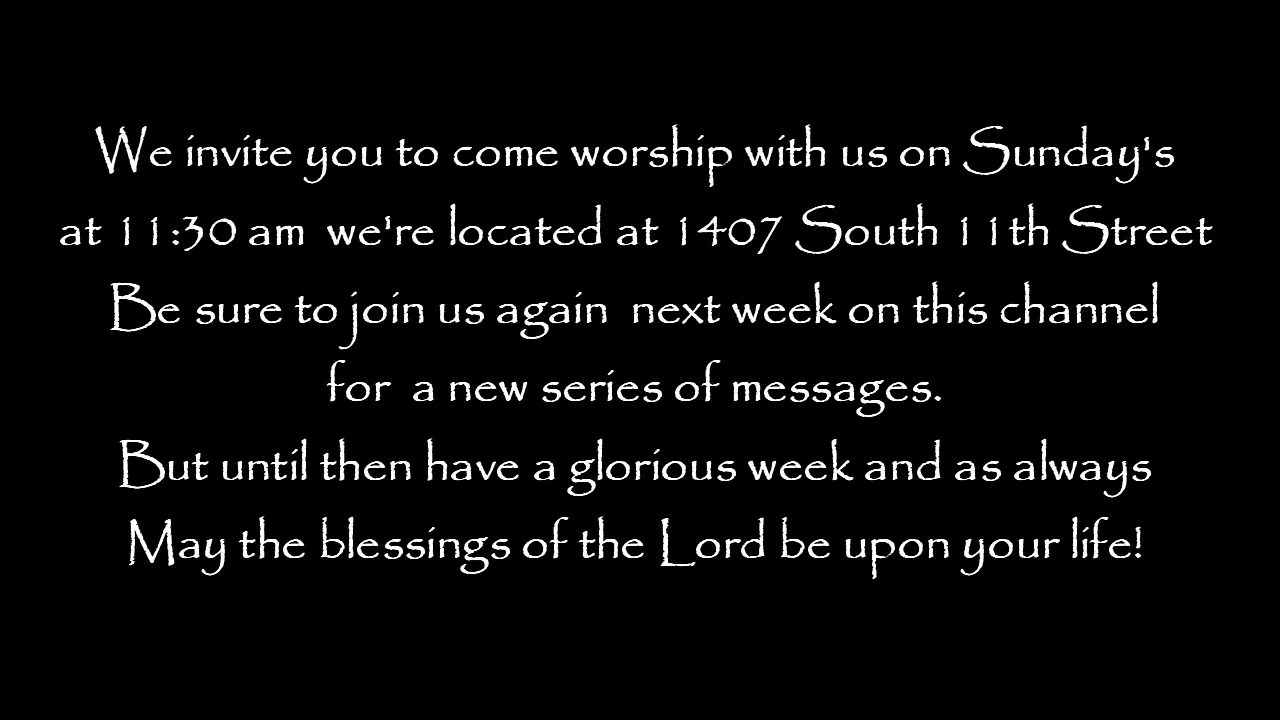 We invite you to come worship with us on Sunday's
at 11:30 am we're located at 1407 South 11th Street
Be sure to join us again next week on this channel
for a new series of messages.
But until then have a glorious week and as always
May the blessings of the Lord be upon your life!